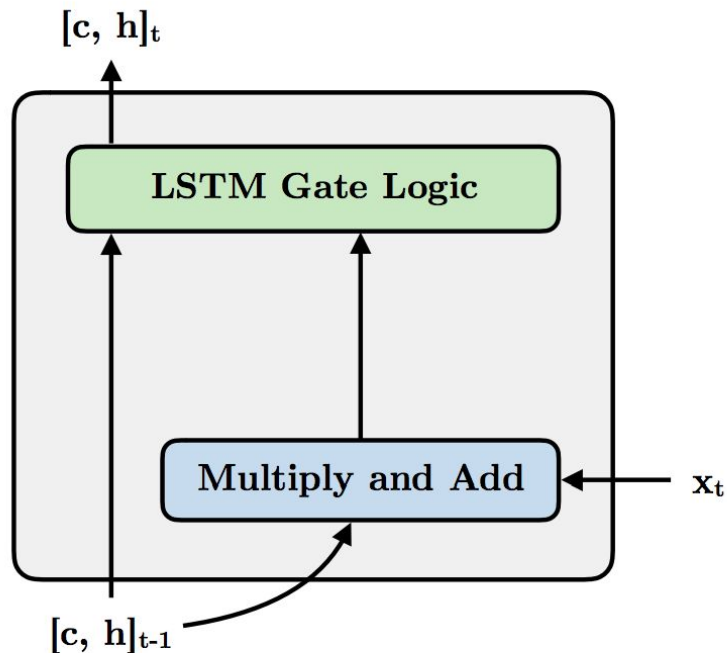 [c, h]t
LSTM Gate Logic
Multiply and Add
xt
[c, h]t-1